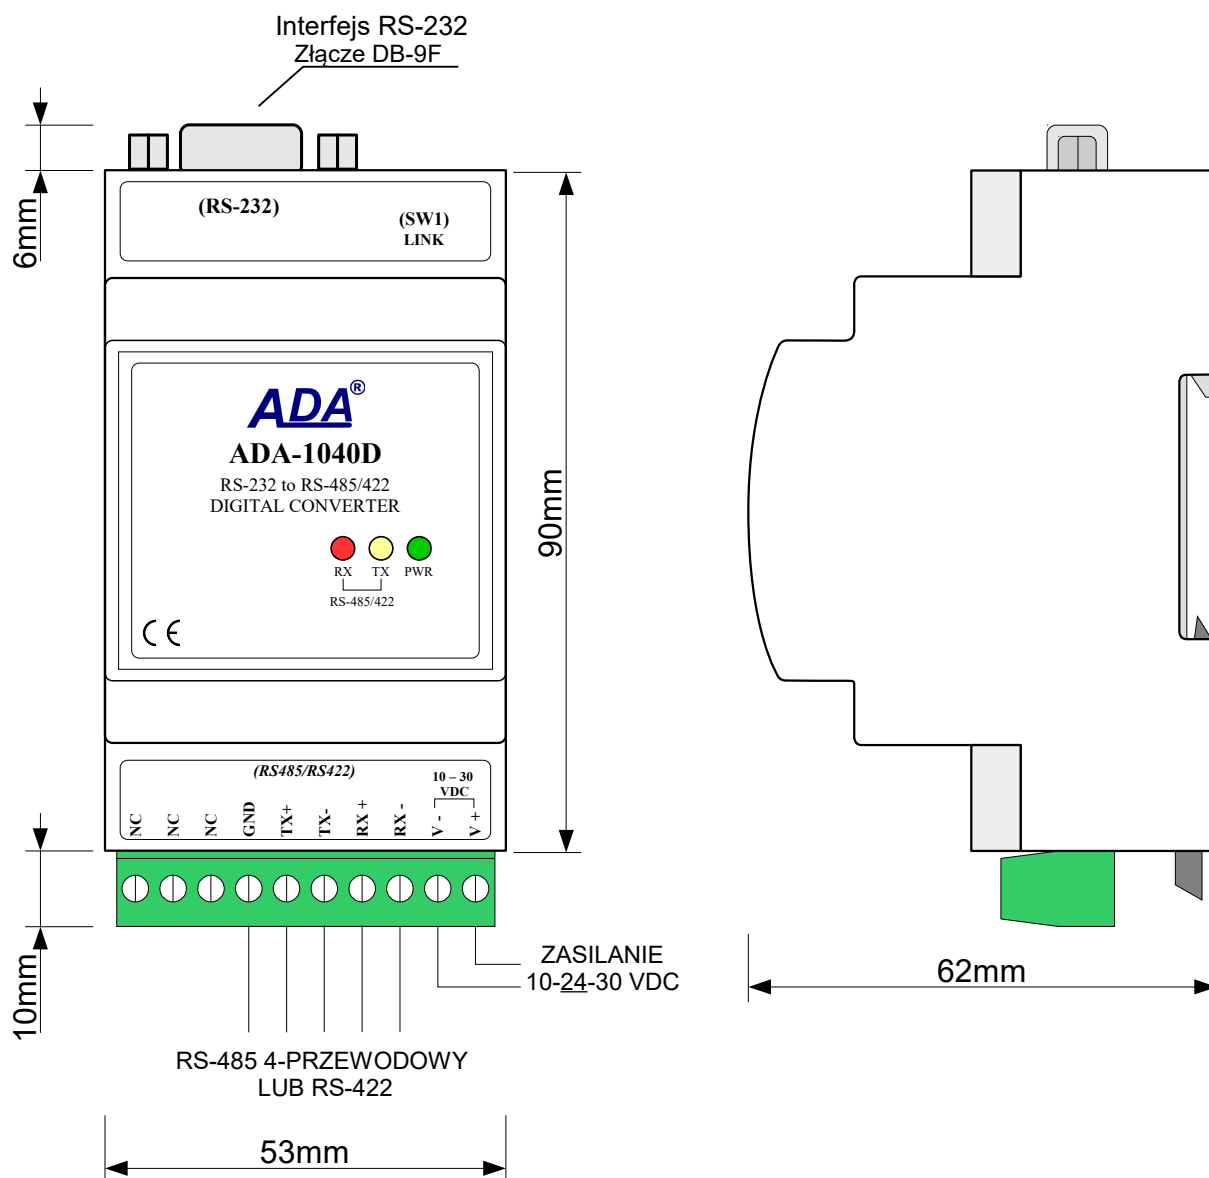 Interfejs RS-232
Złącze DB-9F
6mm
(RS-232)
(SW1)
LINK
ADA®
ADA-1040D
RS-232 to RS-485/422
DIGITAL CONVERTER
RX TX PWR
RS-485/422
CE
90mm
(RS485/RS422)
10 – 30
VDC
NC NC NC GND TX+ TX- RX + RX - V - V +
10mm
ZASILANIE
10-24-30 VDC
RS-485 4-PRZEWODOWY
LUB RS-422
53mm
62mm